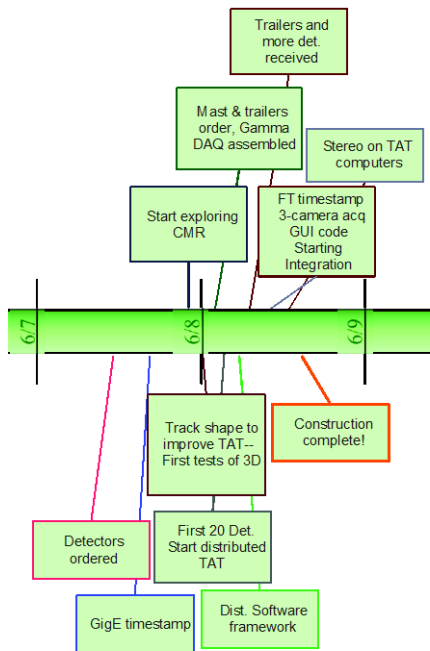 Trailers and
more det.
received
Mast & trailers
order, Gamma
DAQ assembled
Stereo on TAT
computers
Start exploring
CMR
FT timestamp
3-camera acq
GUI code
Starting
Integration
6/7
6/8
6/9
Track shape to
improve TAT--
First tests of 3D
Construction
complete!
Detectors
ordered
First 20 Det.
Start distributed
TAT
GigE timestamp
Dist. Software
framework